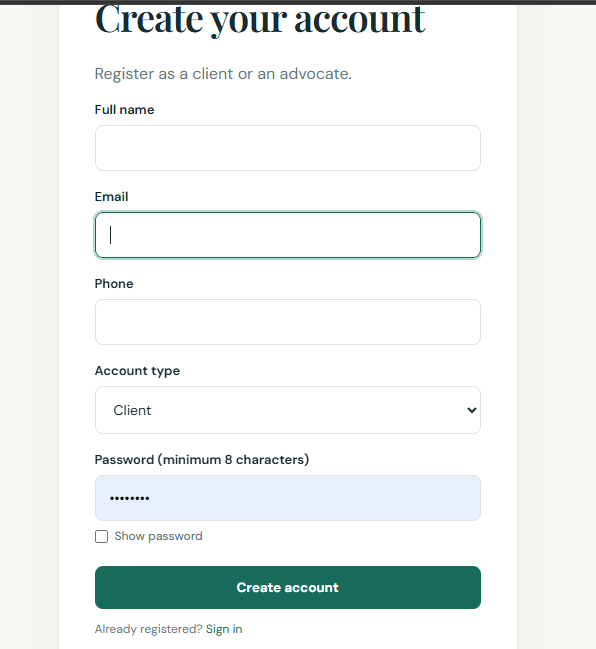 Create your account
Register as a client or an advocate.
Full name
Email
Phone
Account type
Client
Password (minimum 8 characters)
••••••••
Show password
Create account
Already registered? Sign in